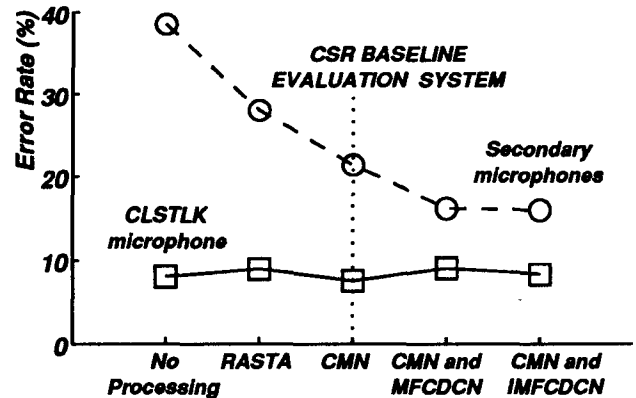 Error Rate (%)
40
30
20
10
0
CSR BASELINE
EVALUATION SYSTEM
Secondary
microphones
CLSTLK
microphone
No
Processing
RASTA
CMN
CMN and
MFCDCN
CMN and
IMFCDCN